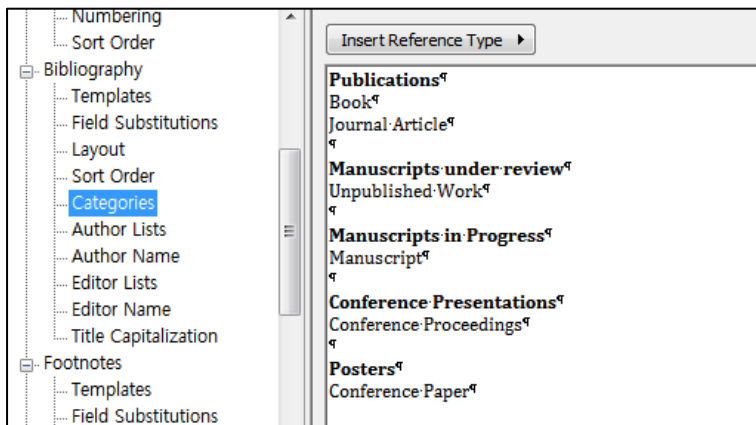 Numbering
Sort Order
Bibliography
Templates
Field Substitutions
Layout
Sort Order
Categories
Author Lists
Author Name
Editor Lists
Editor Name
Title Capitalization
Footnotes
Templates
Field Substitutions
Insert Reference Type
Publications¶
Book¶
Journal·Article¶
¶
Manuscripts·under·review¶
Unpublished·Work¶
¶
Manuscripts·in·Progress¶
Manuscript¶
¶
Conference·Presentations¶
Conference·Proceedings¶
¶
Posters¶
Conference·Paper¶